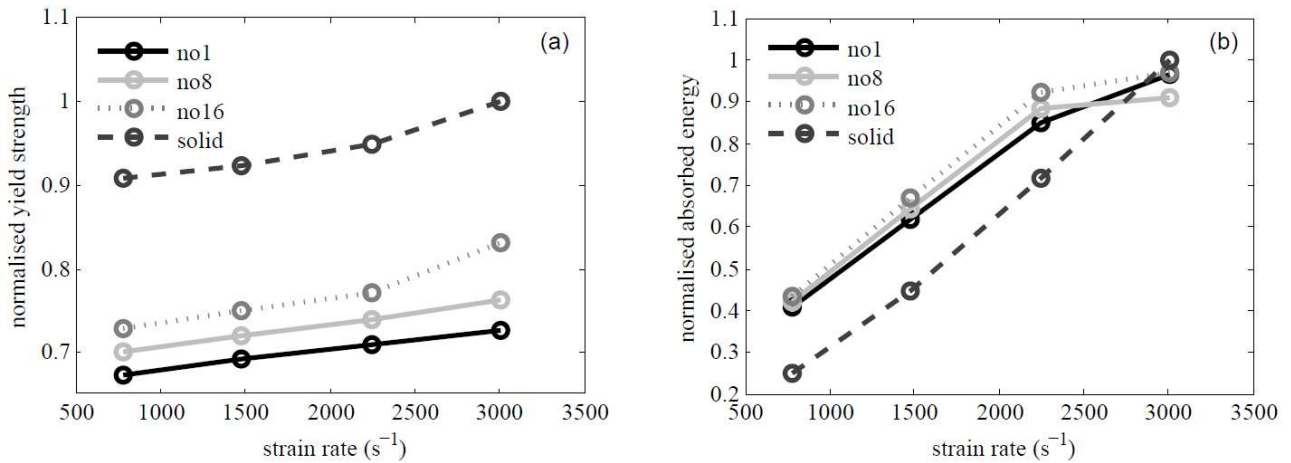 1.1
1
0.9
0.8
0.7
normalised yield strength
no1
no8
no16
solid
(a)
500 1000 1500 2000 2500 3000 3500
strain rate (s⁻¹)
1.1
1
0.9
0.8
0.7
0.6
0.5
0.4
0.3
0.2
normalised absorbed energy
no1
no8
no16
solid
(b)
500 1000 1500 2000 2500 3000 3500
strain rate (s⁻¹)